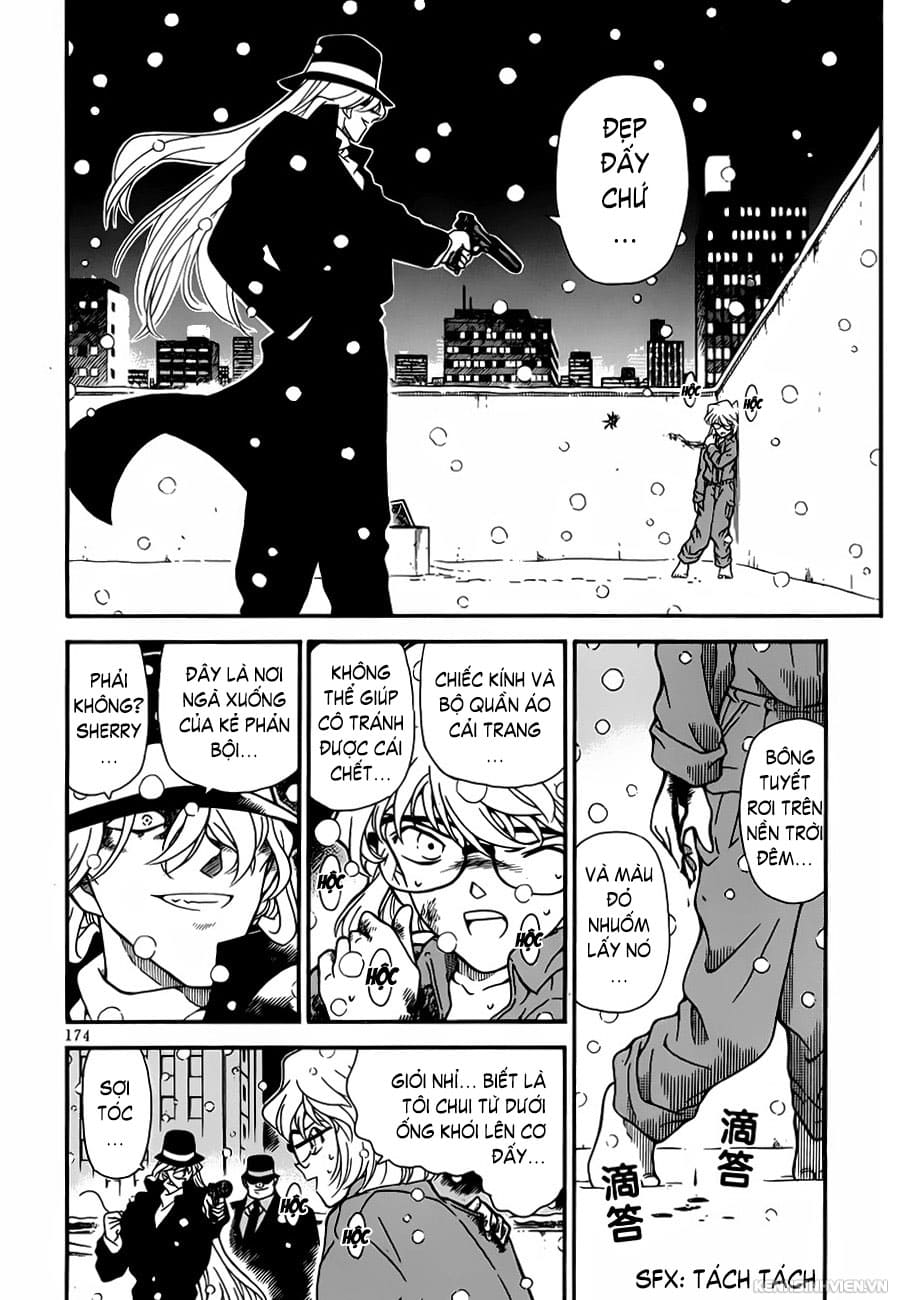 ĐẸP
ĐẤY
CHỨ
...
HỘC
HỘC
BÔNG
TUYẾT
RƠI TRÊN
NỀN TRỜI
ĐÊM...
VÀ MÀU
ĐỎ
NHUỐM
LẤY NÓ
...
滴答
滴答
SFX: TÁCH TÁCH
CHIẾC KÍNH VÀ
BỘ QUẦN ÁO
CẢI TRANG
...
KHÔNG
THỂ GIÚP
CÔ TRÁNH
ĐƯỢC CÁI
CHẾT...
HỘC
HỘC
HỘC
ĐÂY LÀ NƠI
NGÃ XUỐNG
CỦA KẺ PHẢN
BỘI...
PHẢI
KHÔNG?
SHERRY
174
GIỎI NHỈ... BIẾT LÀ
TÔI CHUI TỪ DƯỚI
ỐNG KHÓI LÊN CƠ
ĐẤY...
HỘC
HỘC
SỢI
TÓC
...
KENHSINHVIEN.VN